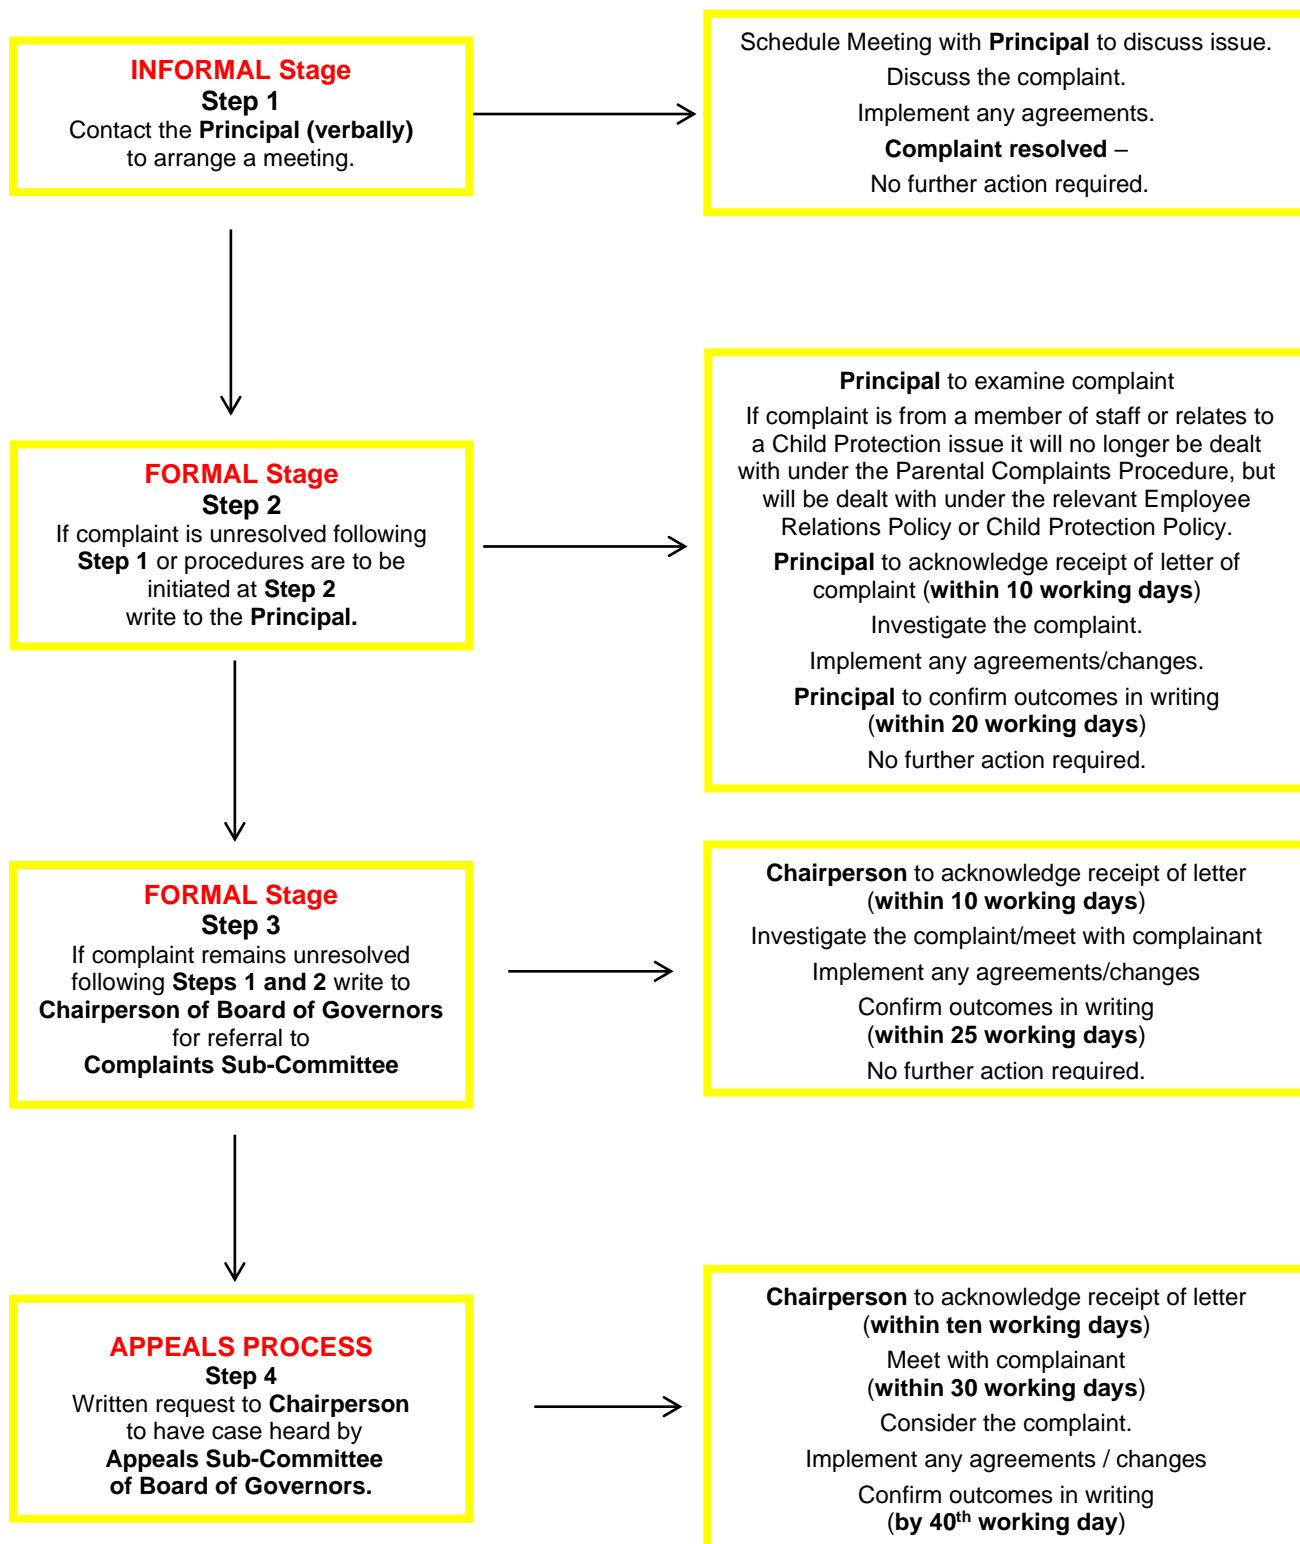 INFORMAL Stage
Step 1
Contact the Principal (verbally)
to arrange a meeting.
Schedule Meeting with Principal to discuss issue.
Discuss the complaint.
Implement any agreements.
Complaint resolved –
No further action required.
FORMAL Stage
Step 2
If complaint is unresolved following
Step 1 or procedures are to be
initiated at Step 2
write to the Principal.
Principal to examine complaint
If complaint is from a member of staff or relates to
a Child Protection issue it will no longer be dealt
with under the Parental Complaints Procedure, but
will be dealt with under the relevant Employee
Relations Policy or Child Protection Policy.
Principal to acknowledge receipt of letter of
complaint (within 10 working days)
Investigate the complaint.
Implement any agreements/changes.
Principal to confirm outcomes in writing
(within 20 working days)
No further action required.
FORMAL Stage
Step 3
If complaint remains unresolved
following Steps 1 and 2 write to
Chairperson of Board of Governors
for referral to
Complaints Sub-Committee
Chairperson to acknowledge receipt of letter
(within 10 working days)
Investigate the complaint/meet with complainant
Implement any agreements/changes
Confirm outcomes in writing
(within 25 working days)
No further action required.
APPEALS PROCESS
Step 4
Written request to Chairperson
to have case heard by
Appeals Sub-Committee
of Board of Governors.
Chairperson to acknowledge receipt of letter
(within ten working days)
Meet with complainant
(within 30 working days)
Consider the complaint.
Implement any agreements / changes
Confirm outcomes in writing
(by 40th working day)